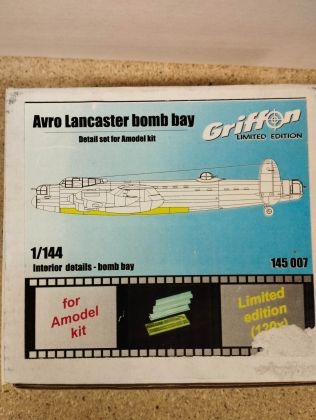 Avro Lancaster bomb bay
Detail set for Amodel kit
Griffon
LIMITED EDITION
1/144
Interior details - bomb bay
145 007
for
Amodel
kit
Limited
edition
(120x)